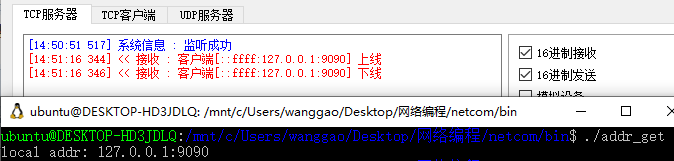 TCP服务器 TCP客户端 UDP服务器
[14:50:51 517] 系统信息 : 监听成功
[14:51:16 344] << 接收 : 客户端[::ffff:127.0.0.1:9090] 上线
[14:51:16 346] << 接收 : 客户端[::ffff:127.0.0.1:9090] 下线
16进制接收
16进制发送
ubuntu@DESKTOP-HD3JDLQ: /mnt/c/Users/wanggao/Desktop/网络编程/netcom/bin
ubuntu@DESKTOP-HD3JDLQ:/mnt/c/Users/wanggao/Desktop/网络编程/netcom/bin$ ./addr_get
local addr: 127.0.0.1:9090